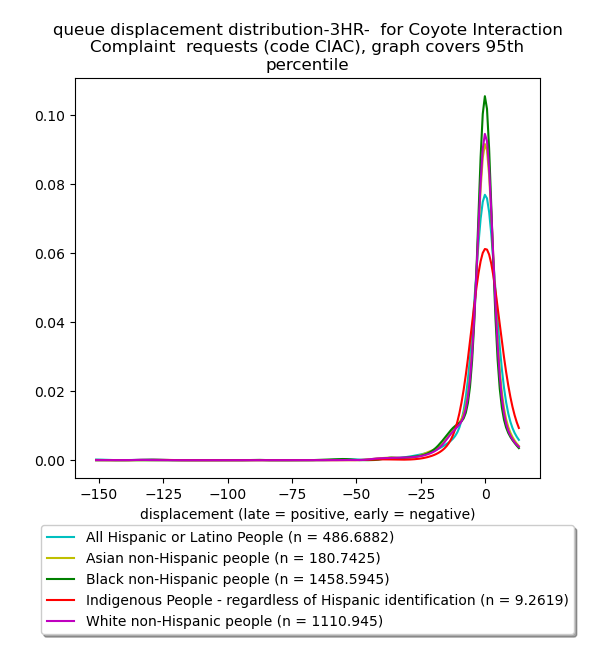 queue displacement distribution-3HR-  for Coyote Interaction
Complaint  requests (code CIAC), graph covers 95th
percentile
0.10
0.08
0.06
0.04
0.02
0.00
−150 −125 −100 −75 −50 −25 0
displacement (late = positive, early = negative)
All Hispanic or Latino People (n = 486.6882)
Asian non-Hispanic people (n = 180.7425)
Black non-Hispanic people (n = 1458.5945)
Indigenous People - regardless of Hispanic identification (n = 9.2619)
White non-Hispanic people (n = 1110.945)